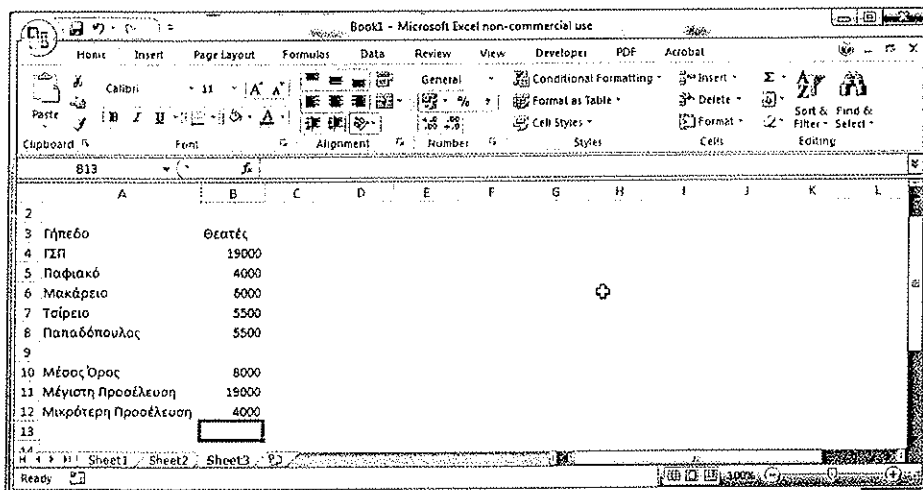 Book1 - Microsoft Excel non-commercial use
Home Insert Page Layout Formulas Data Review View Developer PDF Acrobat
Paste
Clipboard
Calibri 11 A A
B I U A
Font
Alignment
General
% ,
Number
Conditional Formatting
Format as Table
Cell Styles
Styles
Insert
Delete
Format
Cells
Σ
Sort & Filter
Find & Select
Editing
B13 fx
A B C D E F G H I J K L
2
3 Γήπεδο Θεατές
4 ΓΣΠ 19000
5 Παφιακό 4000
6 Μακάρειο 6000
7 Τσίρειο 5500
8 Παπαδόπουλος 5500
9
10 Μέσος Όρος 8000
11 Μέγιστη Προσέλευση 19000
12 Μικρότερη Προσέλευση 4000
13
Sheet1 Sheet2 Sheet3
Ready 100%